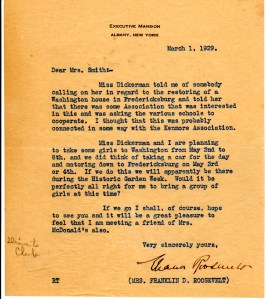 EXECUTIVE MANSION
ALBANY, NEW YORK
March 1, 1929.
Dear Mrs. Smith:-
Miss Dickerman told me of somebody
calling on her in regard to the restoring of a
Washington house in Fredericksburg and told her
that there was some Association that was interested
in this and was asking the various schools to
cooperate. I thought that this was
probably connected in some way with the Kenmore Association.
Miss Dickerman and I are planning
to take some girls to Washington from May 2nd to
5th, and we did think of taking a car for the day
and motoring down to Fredericksburg on May 3rd
or 4th. If we do this we will apparently be there
during the Historic Garden Week. Would it be
perfectly all right for me to bring a group of
girls at this time?
If we go I shall, of course, hope
to see you and it will be a great pleasure to
feel that I am meeting a friend of Mrs.
McDonald's also.
Very sincerely yours,
Eleanor Roosevelt
RT (MRS. FRANKLIN D. ROOSEVELT)
Club